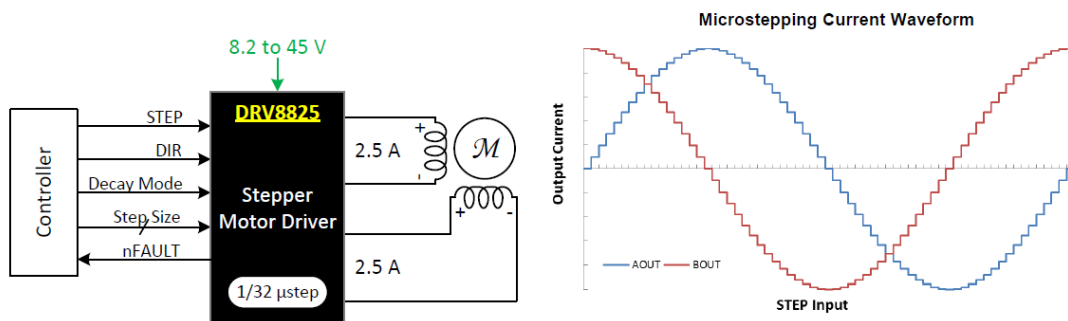 8.2 to 45 V
Controller
STEP
DIR
Decay Mode
Step Size
nFAULT
DRV8825
Stepper
Motor Driver
1/32 µstep
+
2.5 A
-
M
+
-
2.5 A
Microstepping Current Waveform
Output Current
AOUT
BOUT
STEP Input